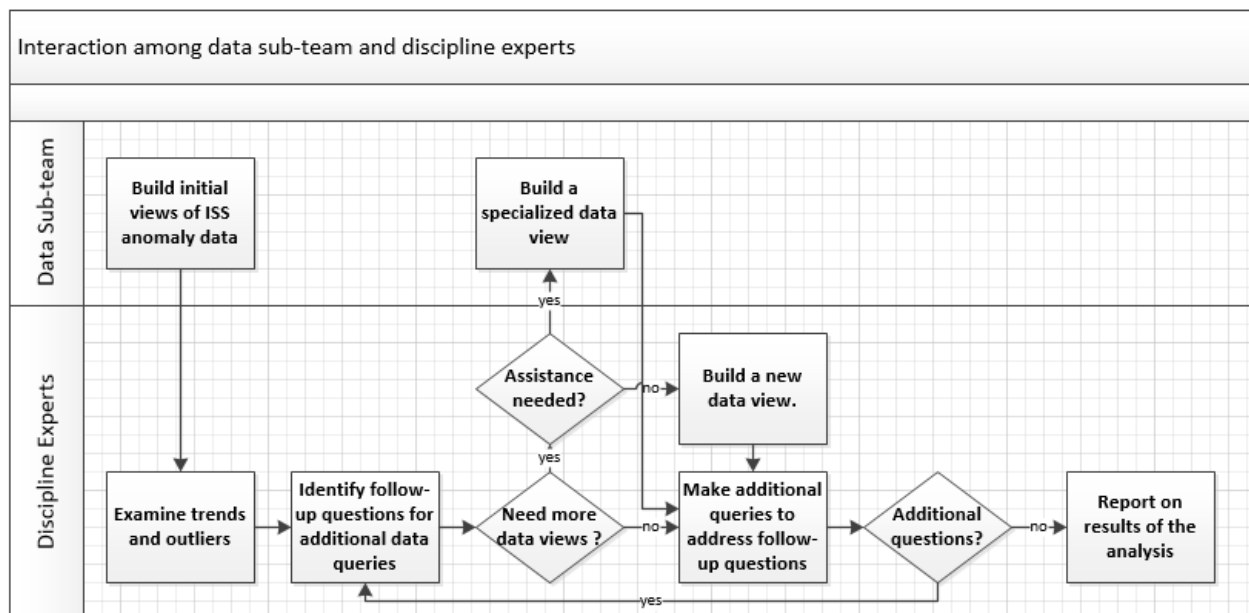 Interaction among data sub-team and discipline experts
Data Sub-team
Build initial
views of ISS
anomaly data
Build a
specialized data
view
yes
Discipline Experts
Assistance
needed?
no
Build a new
data view.
yes
Examine trends
and outliers
Identify follow-
up questions for
additional data
queries
Need more
data views ?
no
Make additional
queries to
address follow-
up questions
Additional
questions?
no
Report on
results of the
analysis
yes